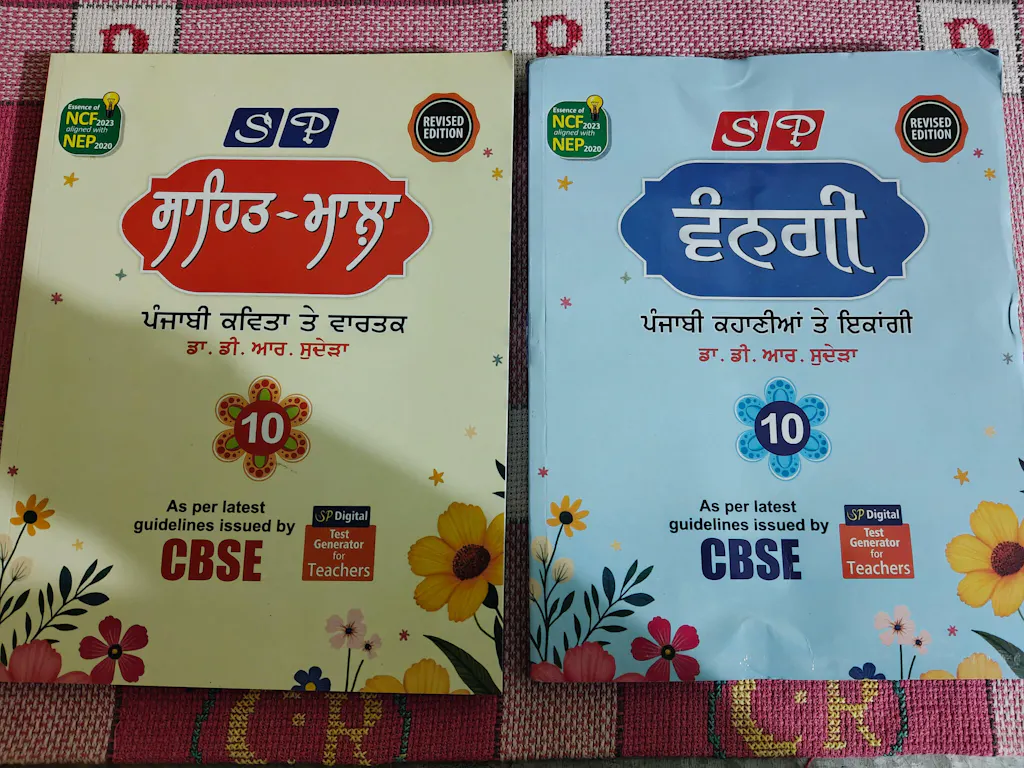 Essence of
NCF 2023
aligned with
NEP 2020
SP
REVISED
EDITION
ਸਾਹਿਤ-ਮਾਲਾ
ਪੰਜਾਬੀ ਕਵਿਤਾ ਤੇ ਵਾਰਤਕ
ਡਾ. ਡੀ. ਆਰ. ਸੁਦੇੜਾ
10
As per latest
guidelines issued by
CBSE
SP Digital
Test
Generator
for
Teachers
Essence of
NCF 2023
aligned with
NEP 2020
SP
REVISED
EDITION
ਵੰਨਗੀ
ਪੰਜਾਬੀ ਕਹਾਣੀਆਂ ਤੇ ਇਕਾਂਗੀ
ਡਾ. ਡੀ. ਆਰ. ਸੁਦੇੜਾ
10
As per latest
guidelines issued by
CBSE
SP Digital
Test
Generator
for
Teachers
C·R
C·R